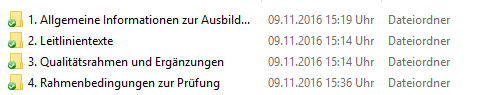 1. Allgemeine Informationen zur Ausbild... 09.11.2016 15:19 Uhr Dateiordner
2. Leitlinientexte 09.11.2016 15:14 Uhr Dateiordner
3. Qualitätsrahmen und Ergänzungen 09.11.2016 15:14 Uhr Dateiordner
4. Rahmenbedingungen zur Prüfung 09.11.2016 15:36 Uhr Dateiordner